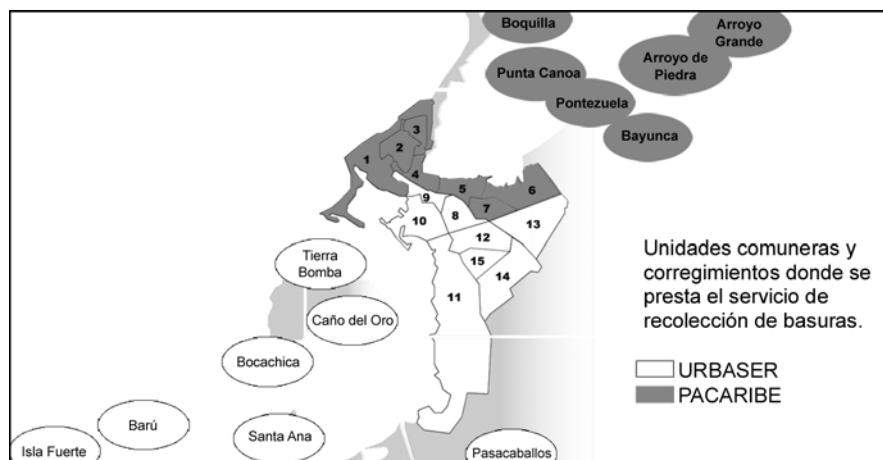 Boquilla
Arroyo
Grande
Punta Canoa
Arroyo de
Piedra
Pontezuela
Bayunca
3
2
1
4
5
6
7
9
8
10
13
12
15
14
11
Unidades comuneras y
corregimientos donde se
presta el servicio de
recolección de basuras.
URBASER
PACARIBE
Tierra
Bomba
Caño del Oro
Bocachica
Barú
Santa Ana
Isla Fuerte
Pasacaballos